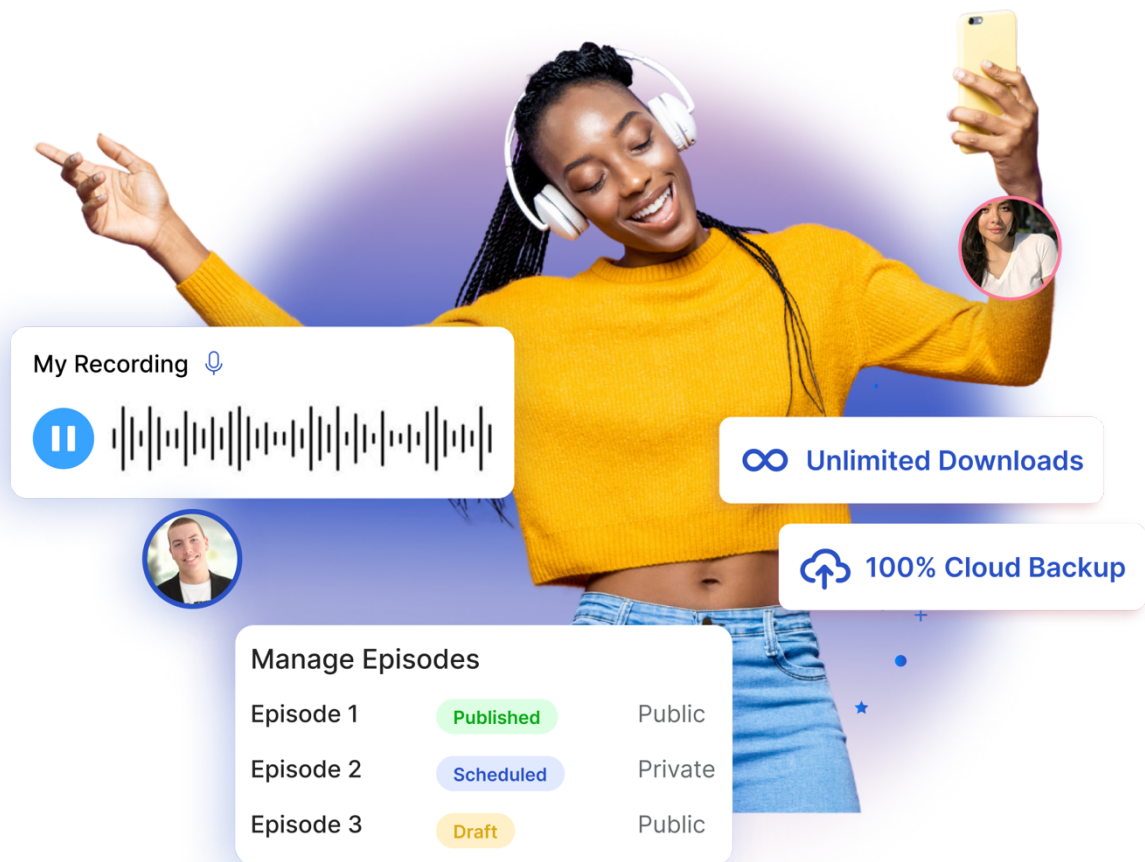 My Recording
Unlimited Downloads
100% Cloud Backup
Manage Episodes
Episode 1 Published Public
Episode 2 Scheduled Private
Episode 3 Draft Public